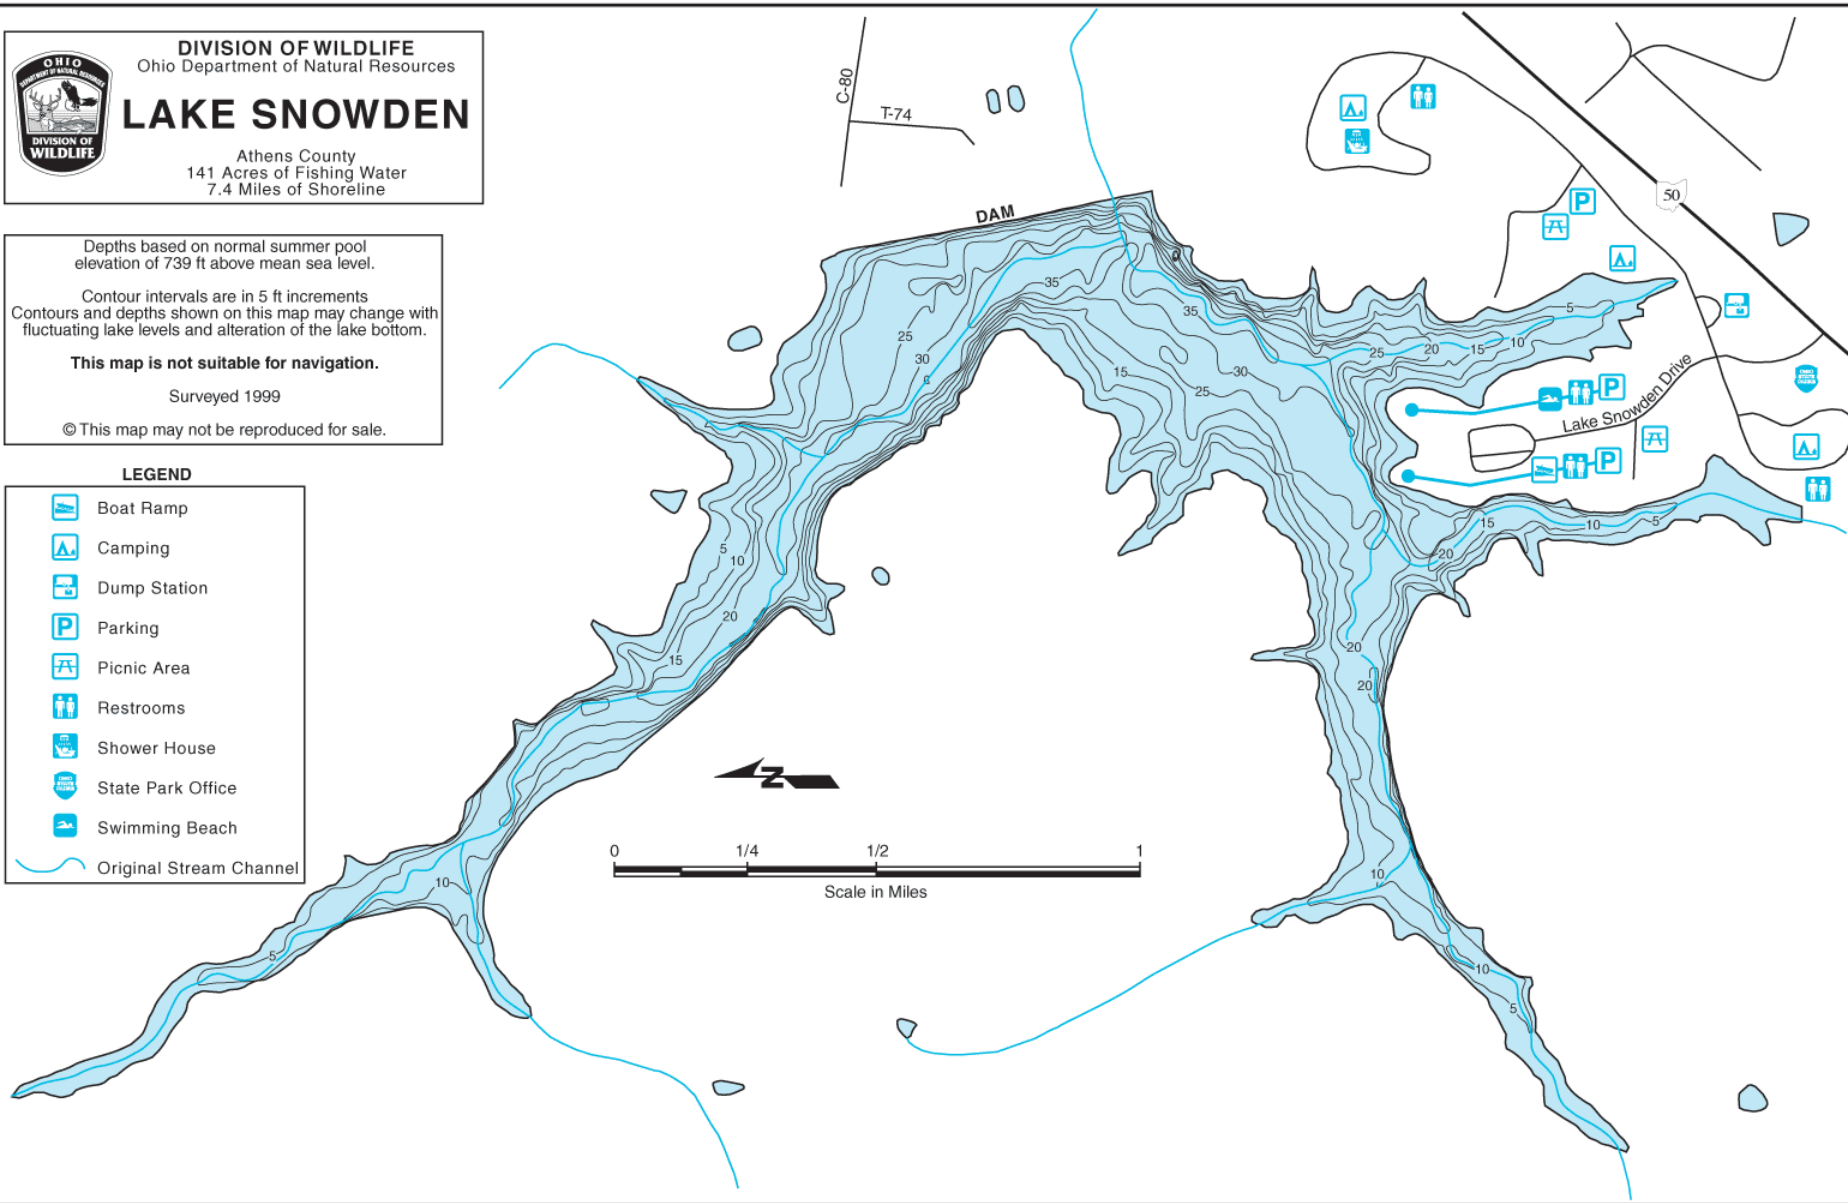 DIVISION OF WILDLIFE
Ohio Department of Natural Resources
LAKE SNOWDEN
Athens County
141 Acres of Fishing Water
7.4 Miles of Shoreline
OHIO
DEPARTMENT OF NATURAL RESOURCES
DIVISION OF
WILDLIFE
Depths based on normal summer pool
elevation of 739 ft above mean sea level.
Contour intervals are in 5 ft increments
Contours and depths shown on this map may change with
fluctuating lake levels and alteration of the lake bottom.
This map is not suitable for navigation.
Surveyed 1999
© This map may not be reproduced for sale.
LEGEND
Boat Ramp
Camping
Dump Station
P Parking
Picnic Area
Restrooms
Shower House
State Park Office
Swimming Beach
Original Stream Channel
C-80
T-74
DAM
50
P
35
35
5
25
20
15
10
25
30
30
15
25
P
Lake Snowden Drive
P
5
10
20
15
15
10
5
20
20
20
10
10
5
10
5
N
0 1/4 1/2 1
Scale in Miles